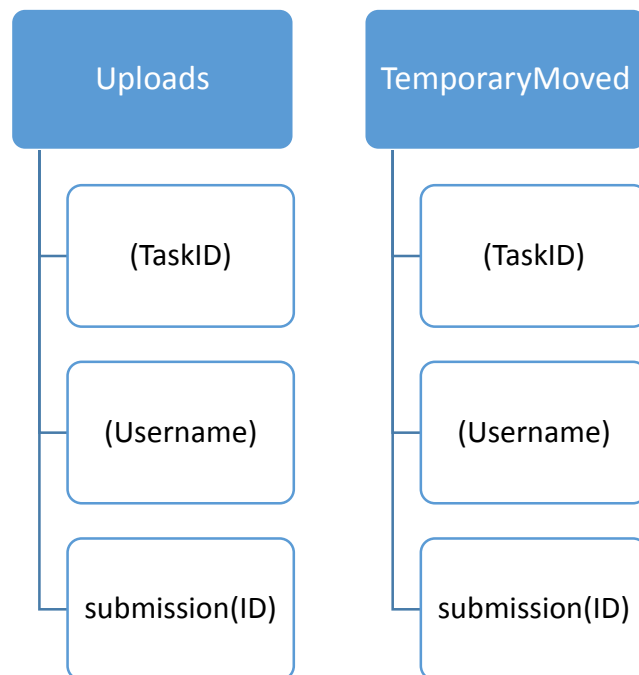 Uploads
(TaskID)
(Username)
submission(ID)
TemporaryMoved
(TaskID)
(Username)
submission(ID)